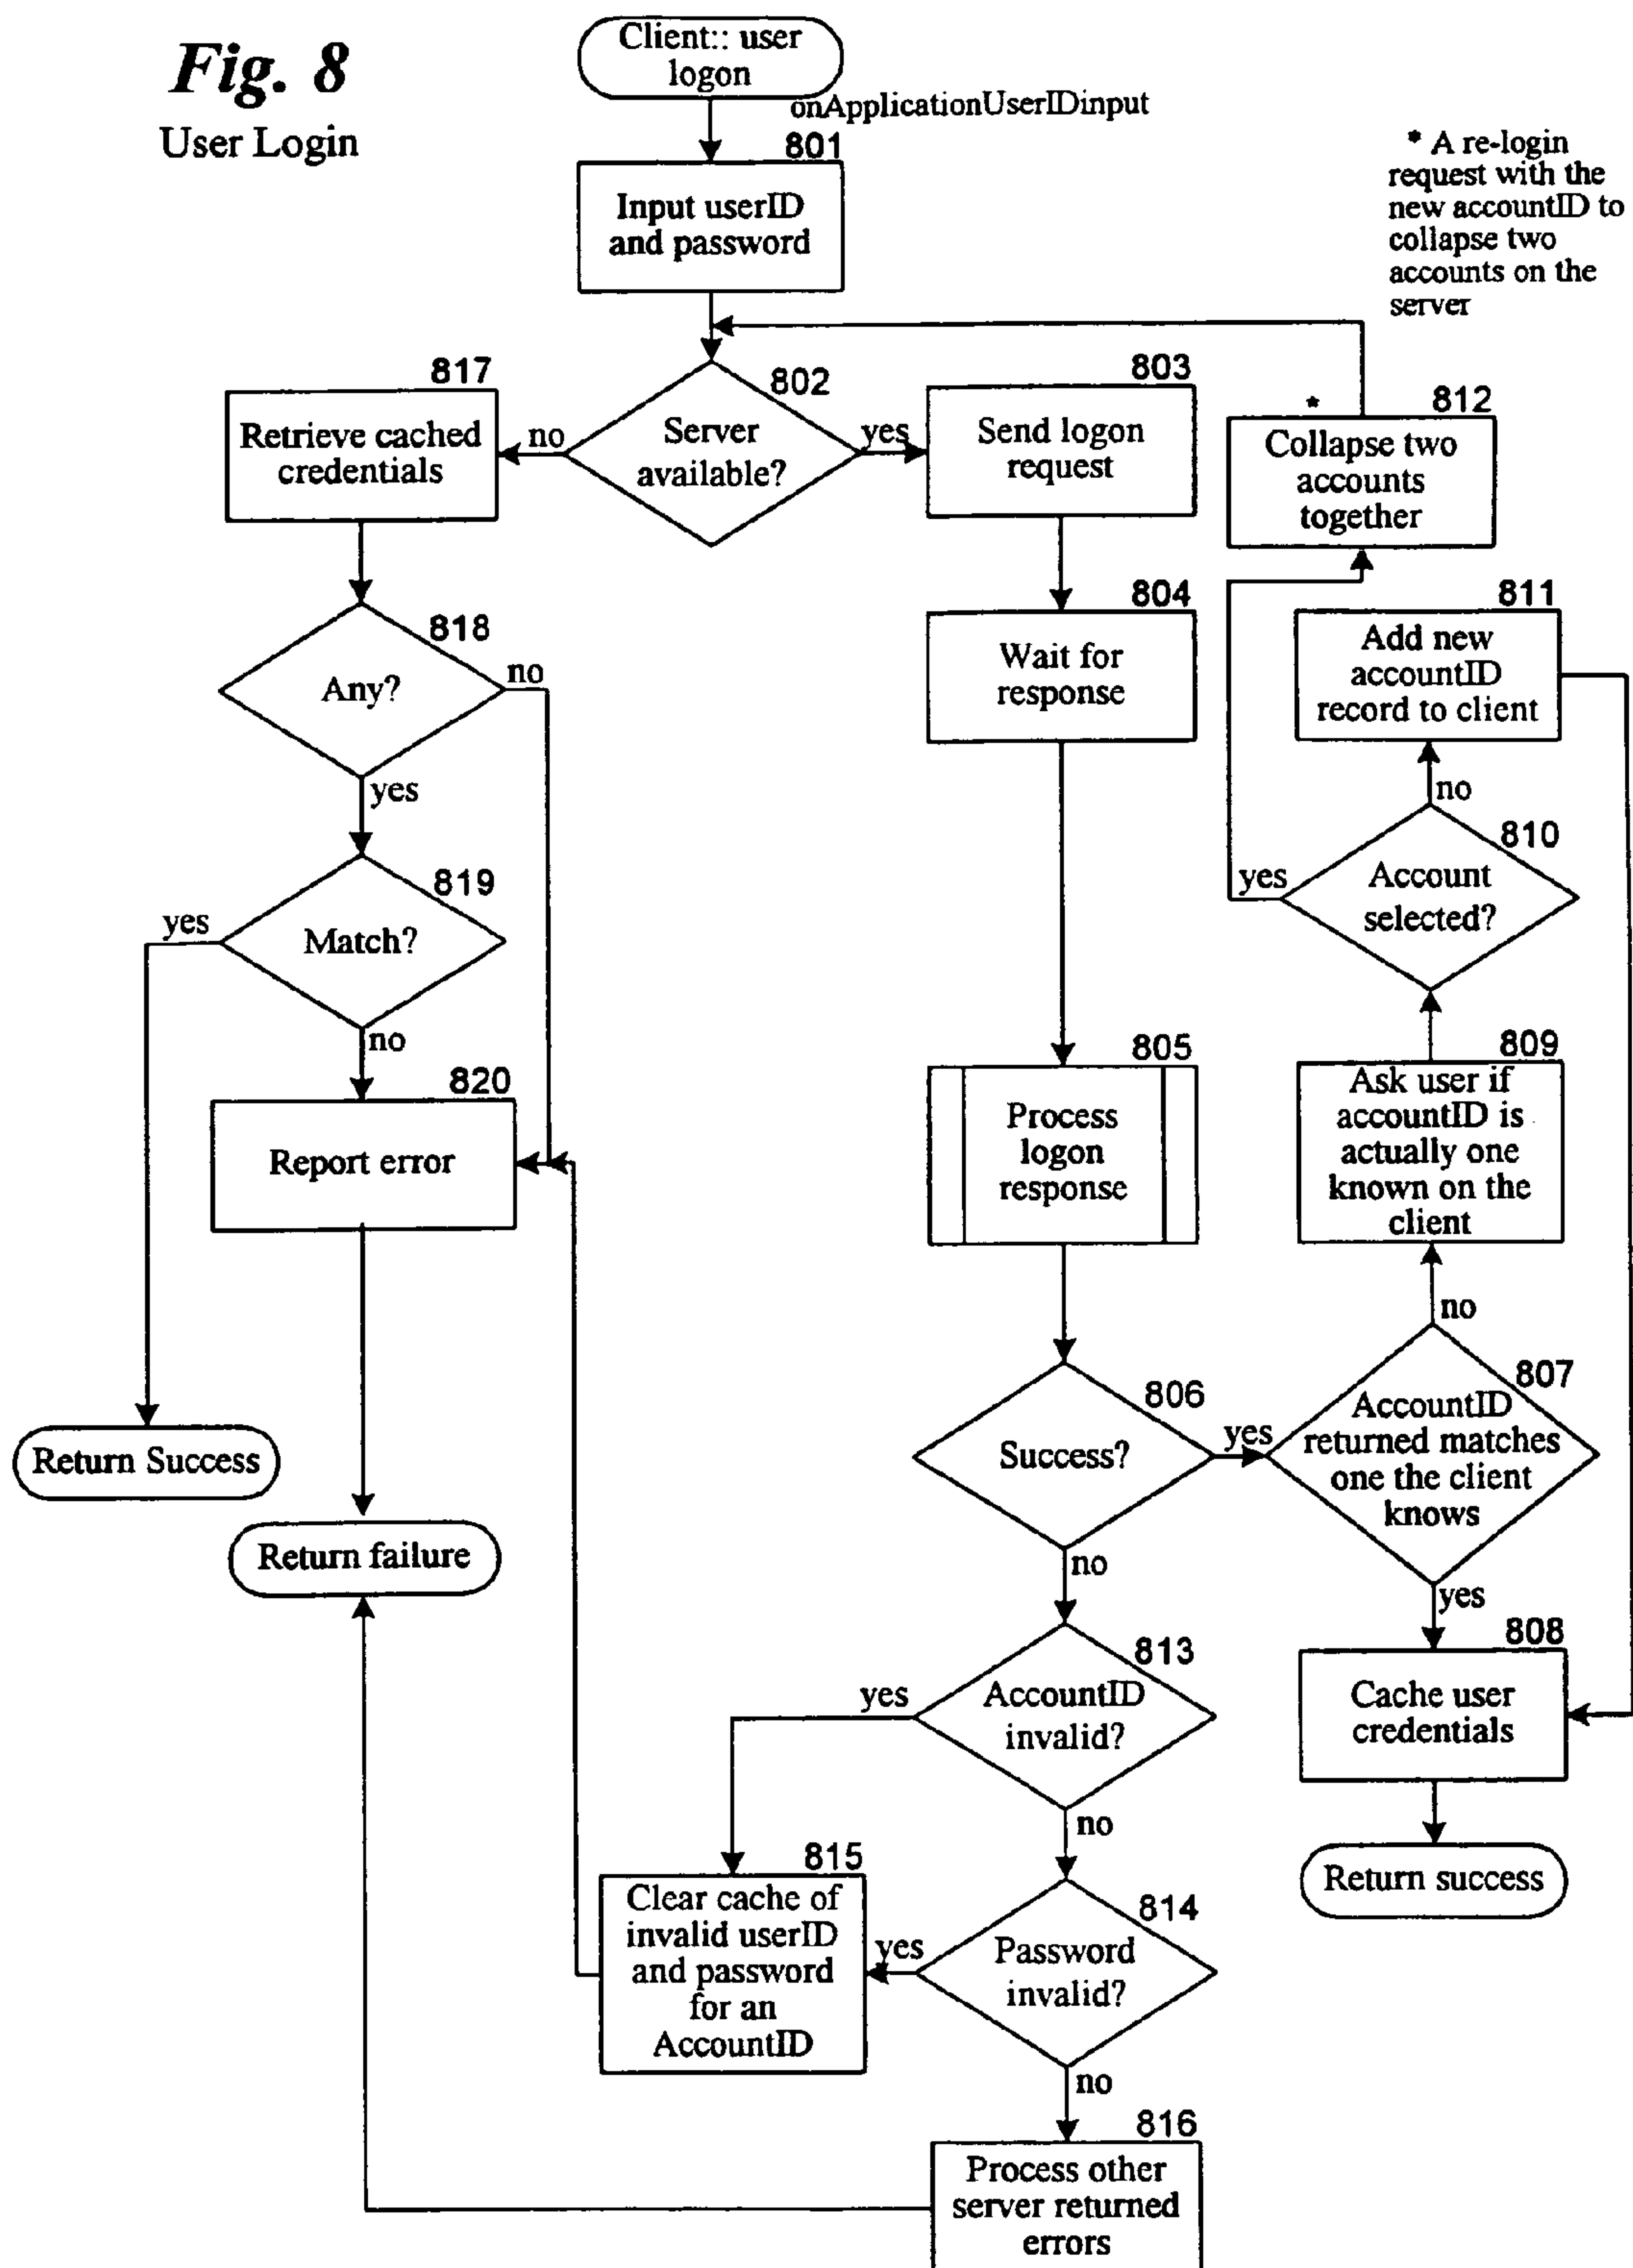 Fig. 8
User Login
Client:: user
logon
onApplicationUserIDinput
801
Input userID
and password
* A re-login
request with the
new accountID to
collapse two
accounts on the
server
802
Server
available?
no
yes
817
Retrieve cached
credentials
803
Send logon
request
*
812
Collapse two
accounts
together
818
Any?
no
yes
804
Wait for
response
811
Add new
accountID
record to client
no
810
Account
selected?
yes
819
Match?
yes
no
820
Report error
805
Process
logon
response
809
Ask user if
accountID is
actually one
known on the
client
no
807
AccountID
returned matches
one the client
knows
yes
806
Success?
yes
no
Return Success
Return failure
813
AccountID
invalid?
yes
no
808
Cache user
credentials
Return success
815
Clear cache of
invalid userID
and password
for an
AccountID
814
Password
invalid?
yes
no
816
Process other
server returned
errors